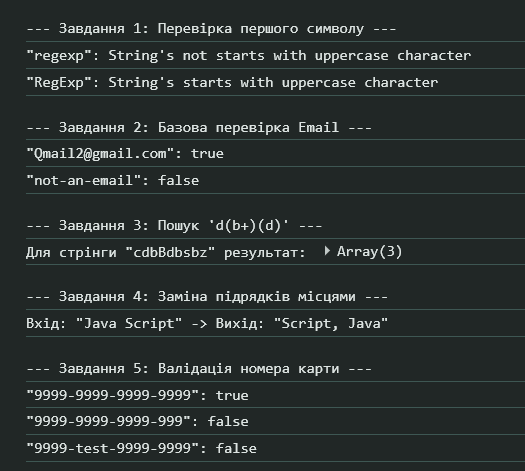 --- Завдання 1: Перевірка першого символу ---
"regexp": String's not starts with uppercase character
"RegExp": String's starts with uppercase character
--- Завдання 2: Базова перевірка Email ---
"Qmail2@gmail.com": true
"not-an-email": false
--- Завдання 3: Пошук 'd(b+)(d)' ---
Для стрінги "cdbBdbsbz" результат: Array(3)
--- Завдання 4: Заміна підрядків місцями ---
Вхід: "Java Script" -> Вихід: "Script, Java"
--- Завдання 5: Валідація номера карти ---
"9999-9999-9999-9999": true
"9999-9999-9999-999": false
"9999-test-9999-9999": false